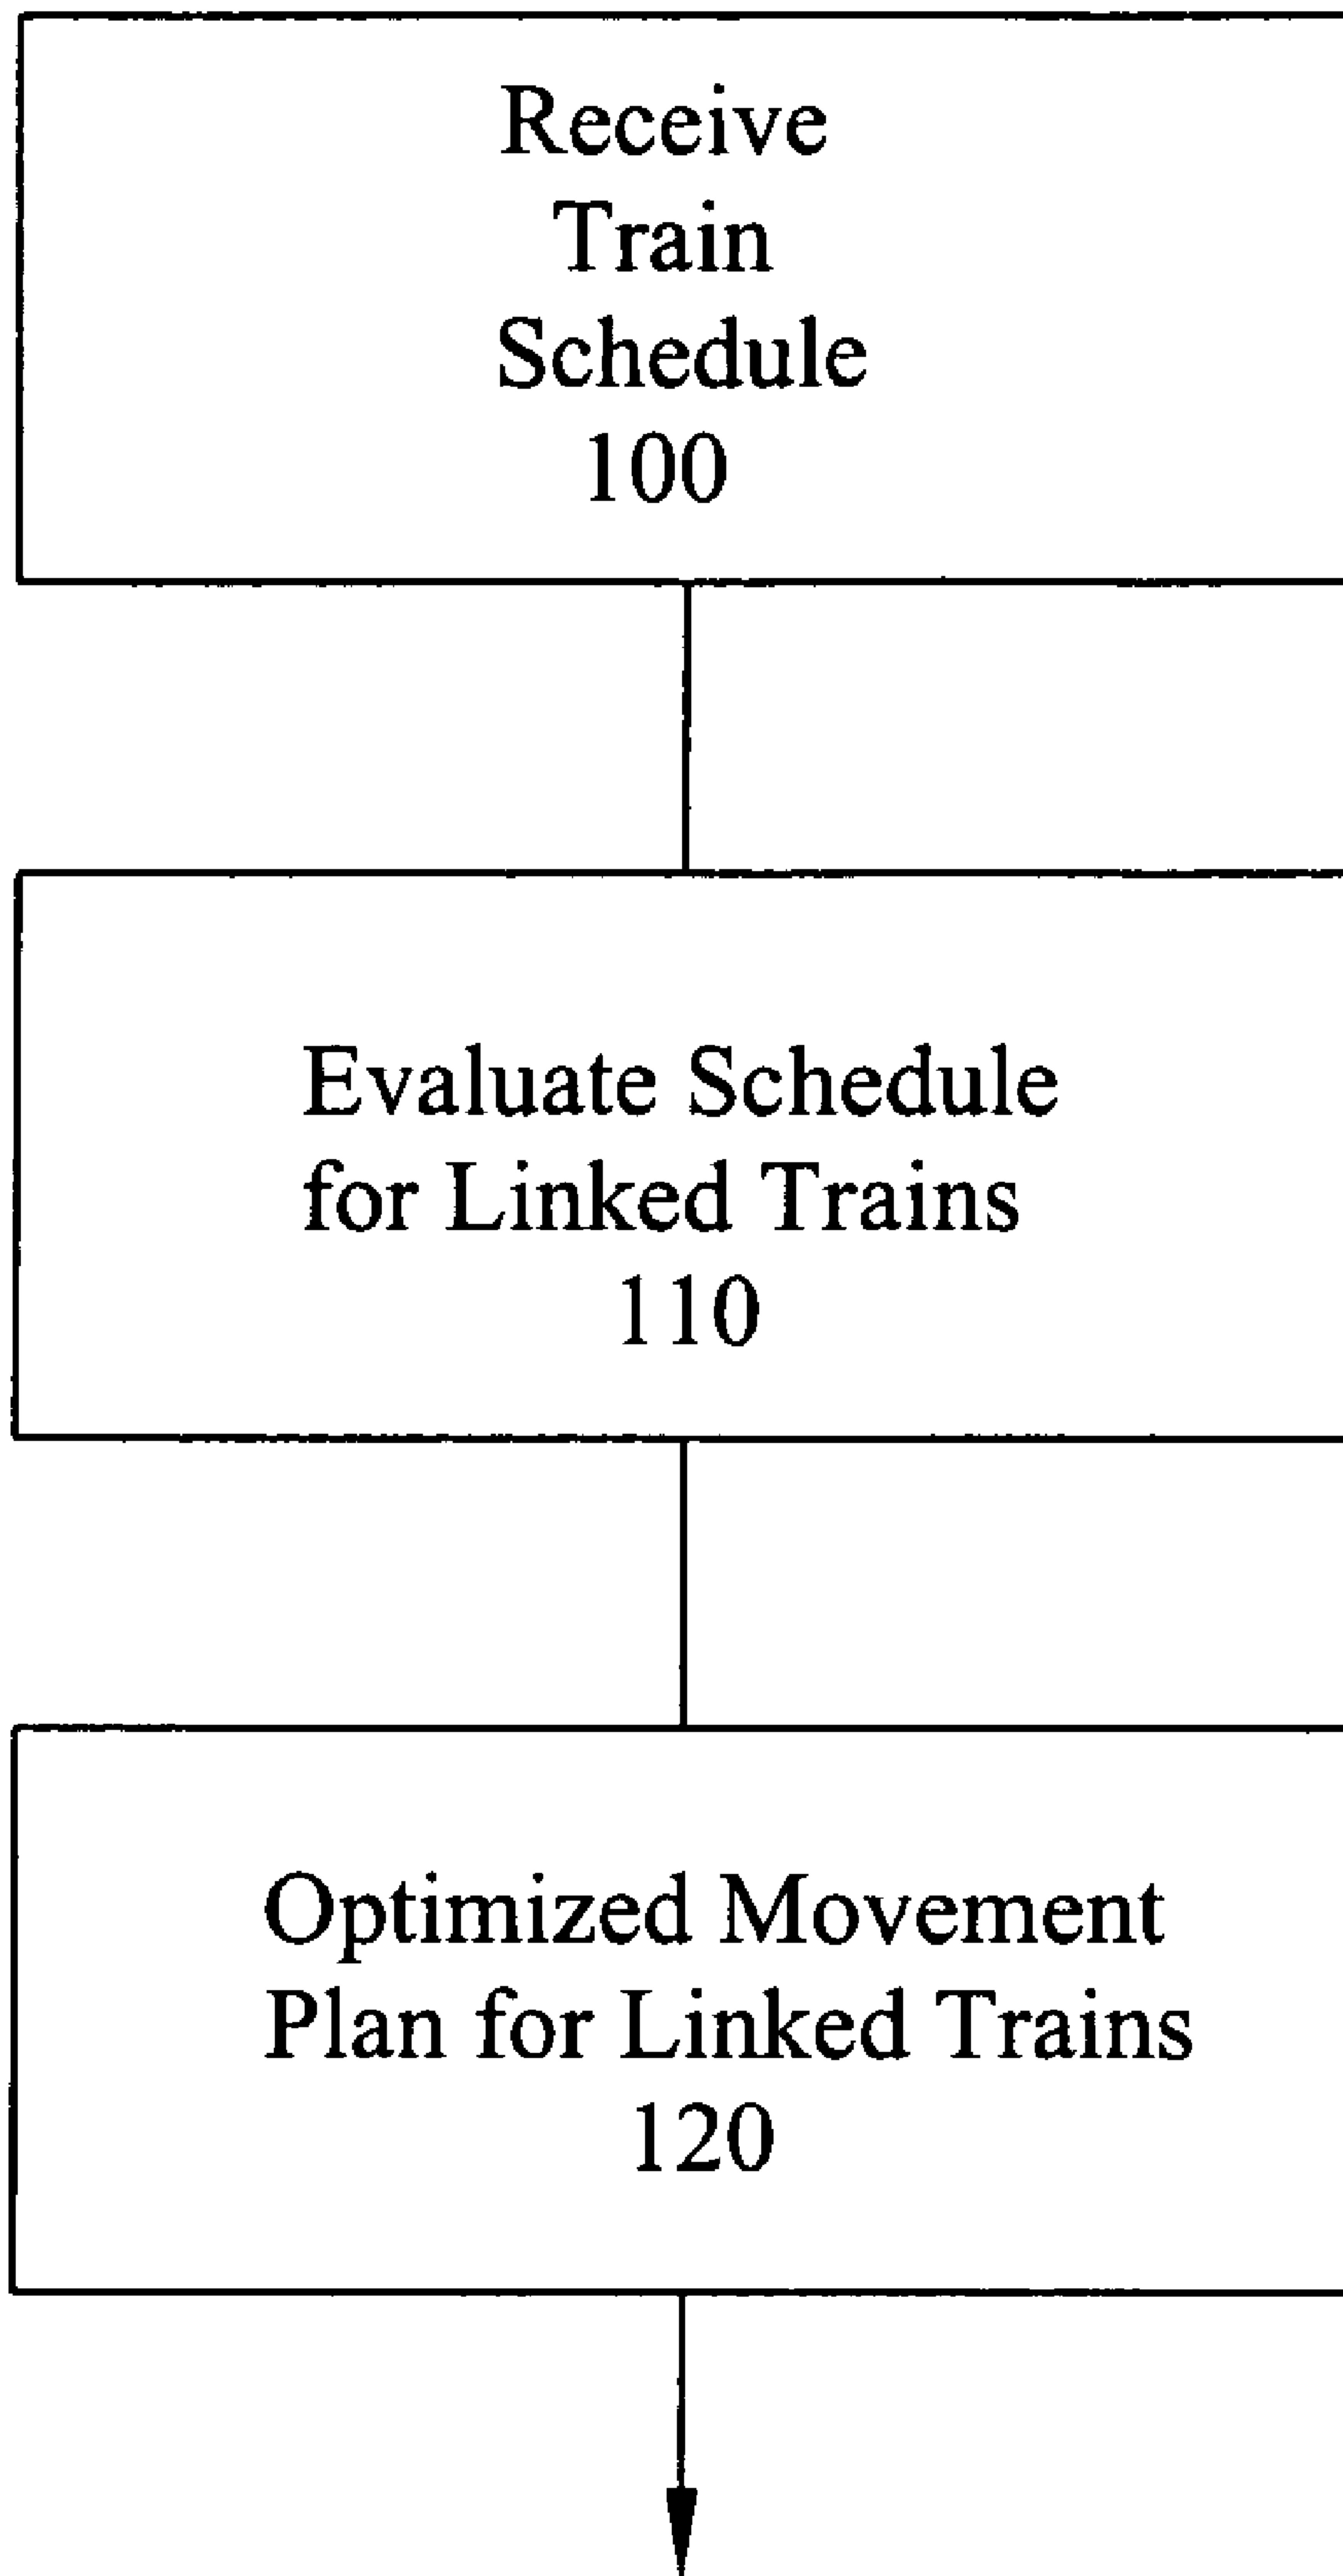 Receive
Train
Schedule
100
Evaluate Schedule
for Linked Trains
110
Optimized Movement
Plan for Linked Trains
120